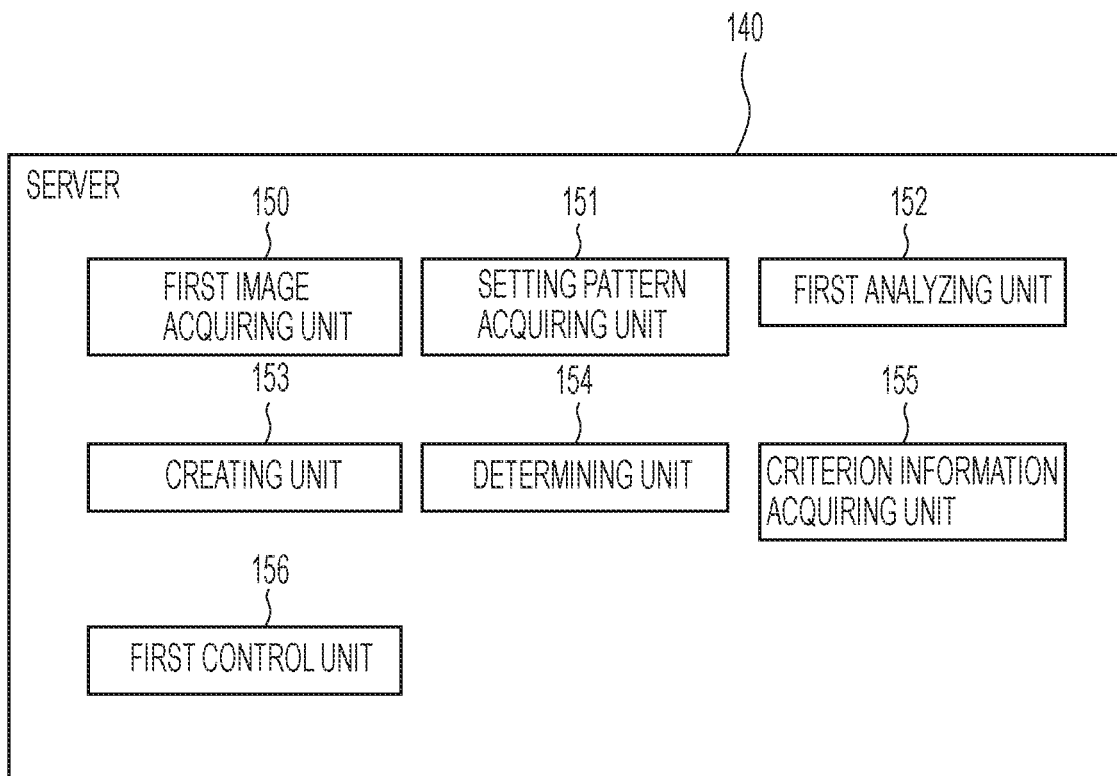 140
SERVER
150
151
152
FIRST IMAGE
ACQUIRING UNIT
SETTING PATTERN
ACQUIRING UNIT
FIRST ANALYZING UNIT
153
154
155
CREATING UNIT
DETERMINING UNIT
CRITERION INFORMATION
ACQUIRING UNIT
156
FIRST CONTROL UNIT